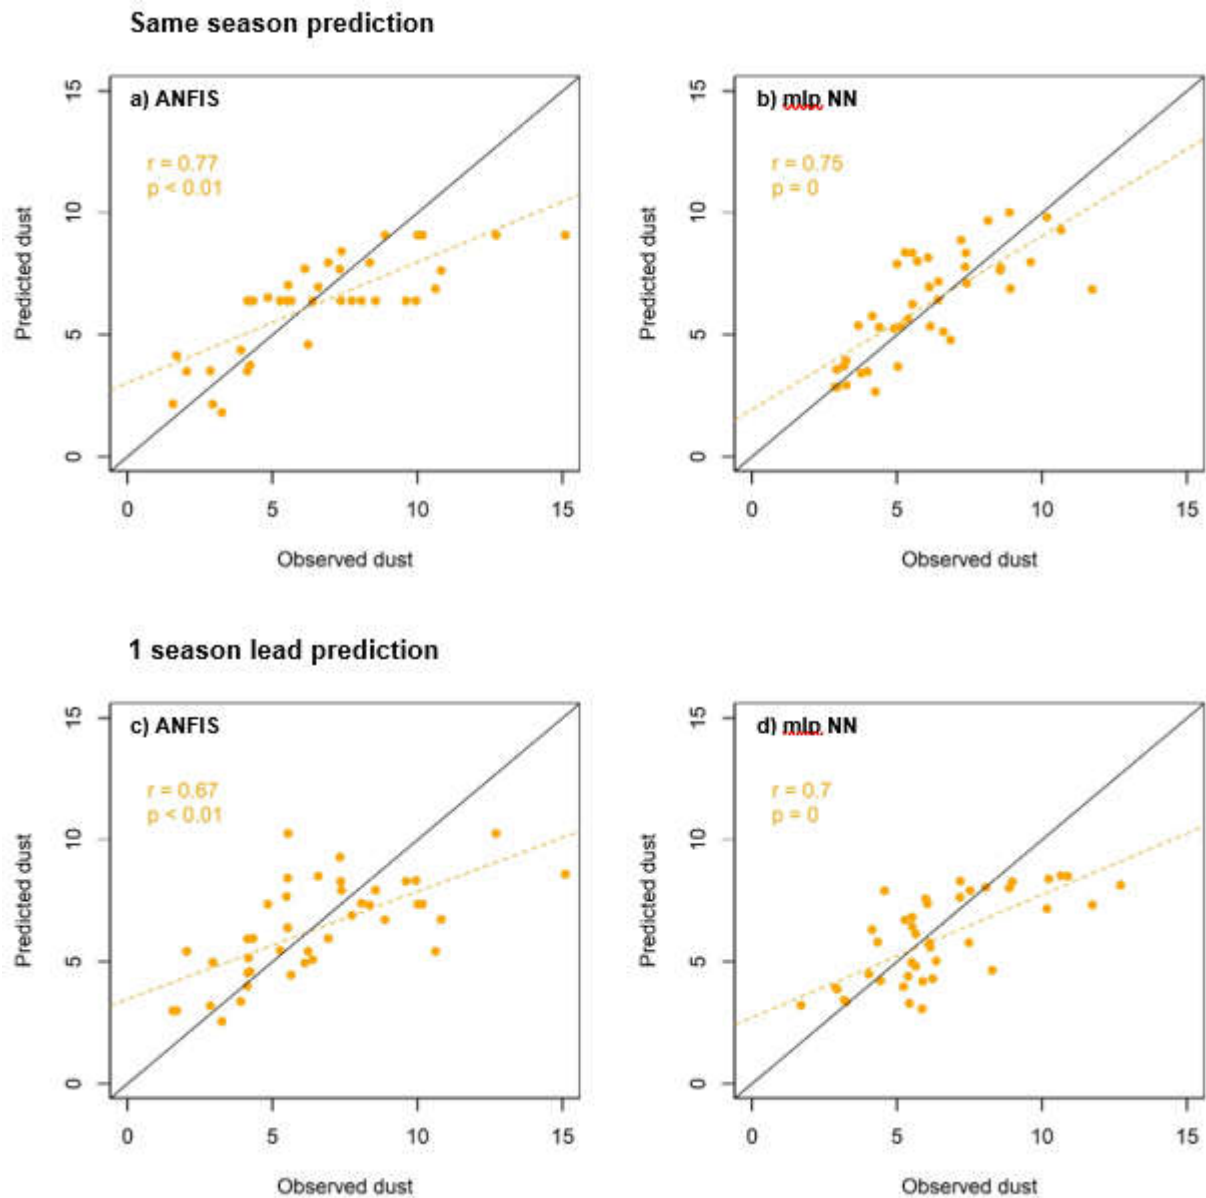 Same season prediction
a) ANFIS
r = 0.77
p < 0.01
15
10
5
0
Predicted dust
0 5 10 15
Observed dust
b) mlp NN
r = 0.75
p = 0
15
10
5
0
Predicted dust
0 5 10 15
Observed dust
1 season lead prediction
c) ANFIS
r = 0.67
p < 0.01
15
10
5
0
Predicted dust
0 5 10 15
Observed dust
d) mlp NN
r = 0.7
p = 0
15
10
5
0
Predicted dust
0 5 10 15
Observed dust